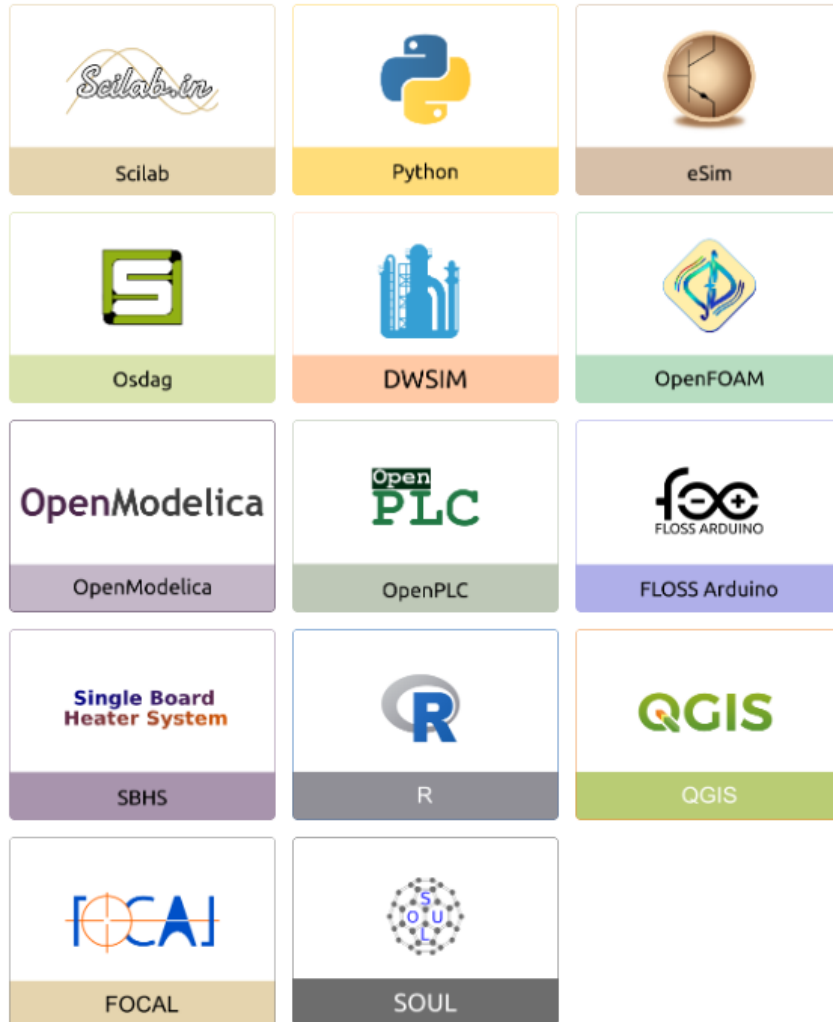 Scilab.in
Scilab
Python
eSim
S
Osdag
DWSIM
OpenFOAM
OpenModelica
OpenModelica
Open
PLC
OpenPLC
foc
FLOSS ARDUINO
FLOSS Arduino
Single Board
Heater System
SBHS
R
R
QGIS
QGIS
FOCAL
FOCAL
S
O U
L
SOUL